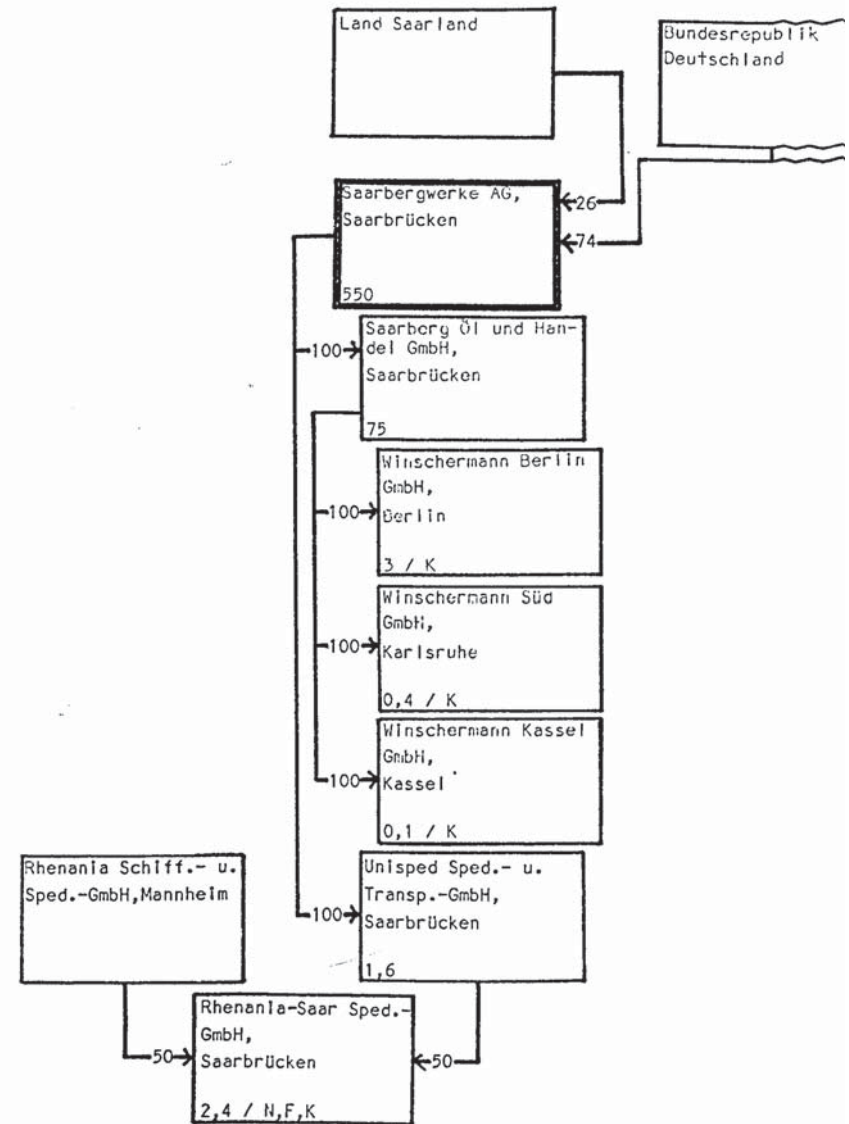 Land Saarland
Bundesrepublik
Deutschland
Saarbergwerke AG,
Saarbrücken
550
26
74
Saarberg Öl und Han-
del GmbH,
Saarbrücken
75
100
Winschermann Berlin
GmbH,
Berlin
3 / K
100
Winschermann Süd
GmbH,
Karlsruhe
0,4 / K
100
Winschermann Kassel
GmbH,
Kassel
0,1 / K
100
Rhenania Schiff.- u.
Sped.-GmbH,Mannheim
Unisped Sped.- u.
Transp.-GmbH,
Saarbrücken
1,6
100
Rhenania-Saar Sped.-
GmbH,
Saarbrücken
2,4 / N,F,K
50
50